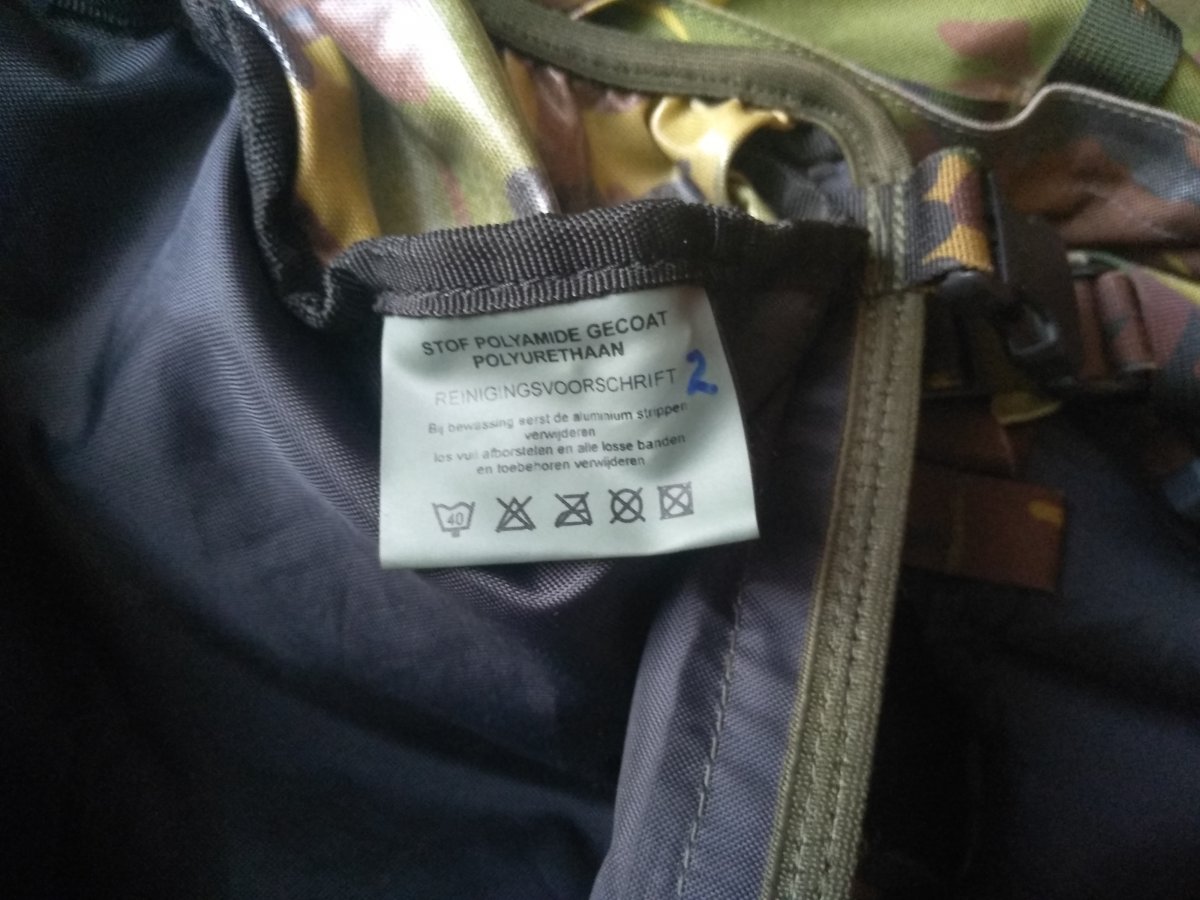 STOF POLYAMIDE GECOAT
POLYURETHAAN
REINIGINGSVOORSCHRIFT 2.
Bij bewassing eerst de aluminium strippen
verwijderen
los vuil afborstelen en alle losse banden
en toebehoren verwijderen
40